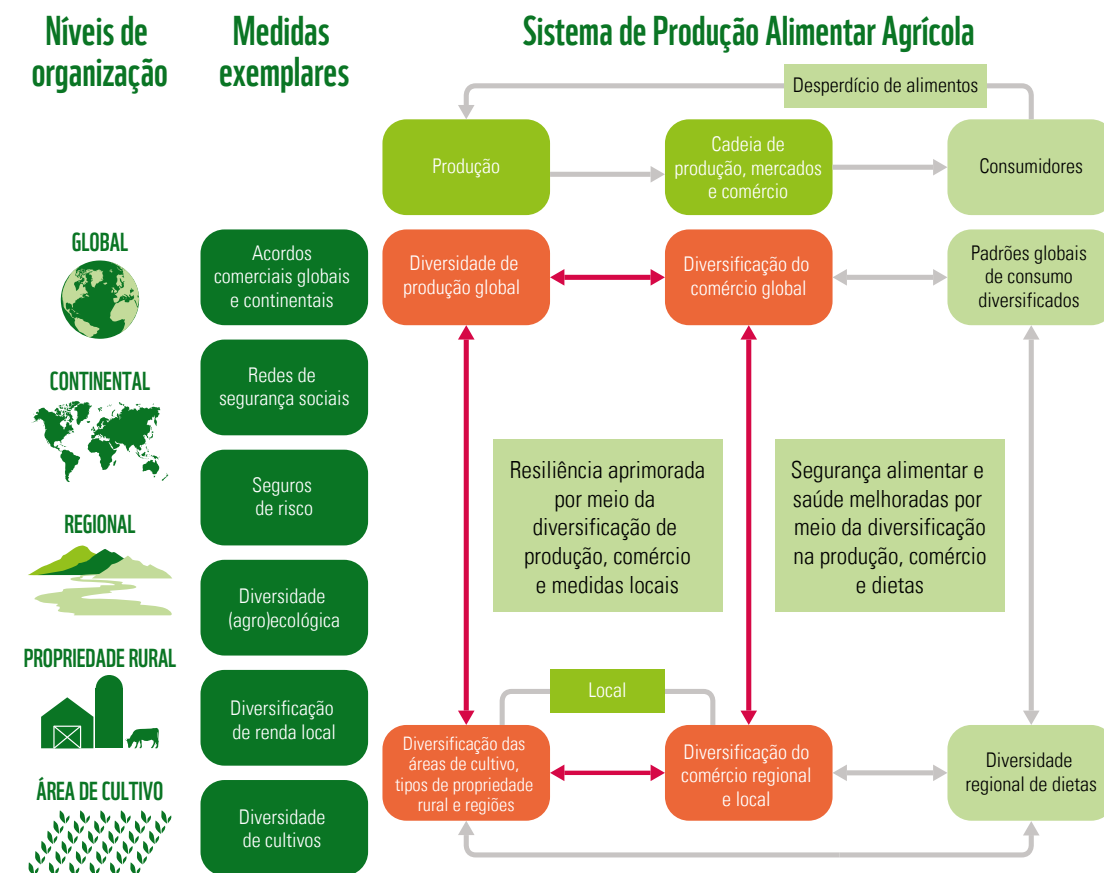 Níveis de
organização
Medidas
exemplares
Sistema de Produção Alimentar Agrícola
Desperdício de alimentos
Produção
Cadeia de
produção, mercados
e comércio
Consumidores
GLOBAL
Acordos
comerciais globais
e continentais
Diversidade de
produção global
Diversificação do
comércio global
Padrões globais
de consumo
diversificados
CONTINENTAL
Redes de
segurança sociais
REGIONAL
Seguros
de risco
Resiliência aprimorada
por meio da
diversificação de
produção, comércio
e medidas locais
Segurança alimentar e
saúde melhoradas por
meio da diversificação
na produção, comércio
e dietas
Diversidade
(agro)ecológica
PROPRIEDADE RURAL
Diversificação
de renda local
Local
Diversificação das
áreas de cultivo,
tipos de propriedade
rural e regiões
Diversificação do
comércio regional
e local
Diversidade
regional de dietas
ÁREA DE CULTIVO
Diversidade
de cultivos